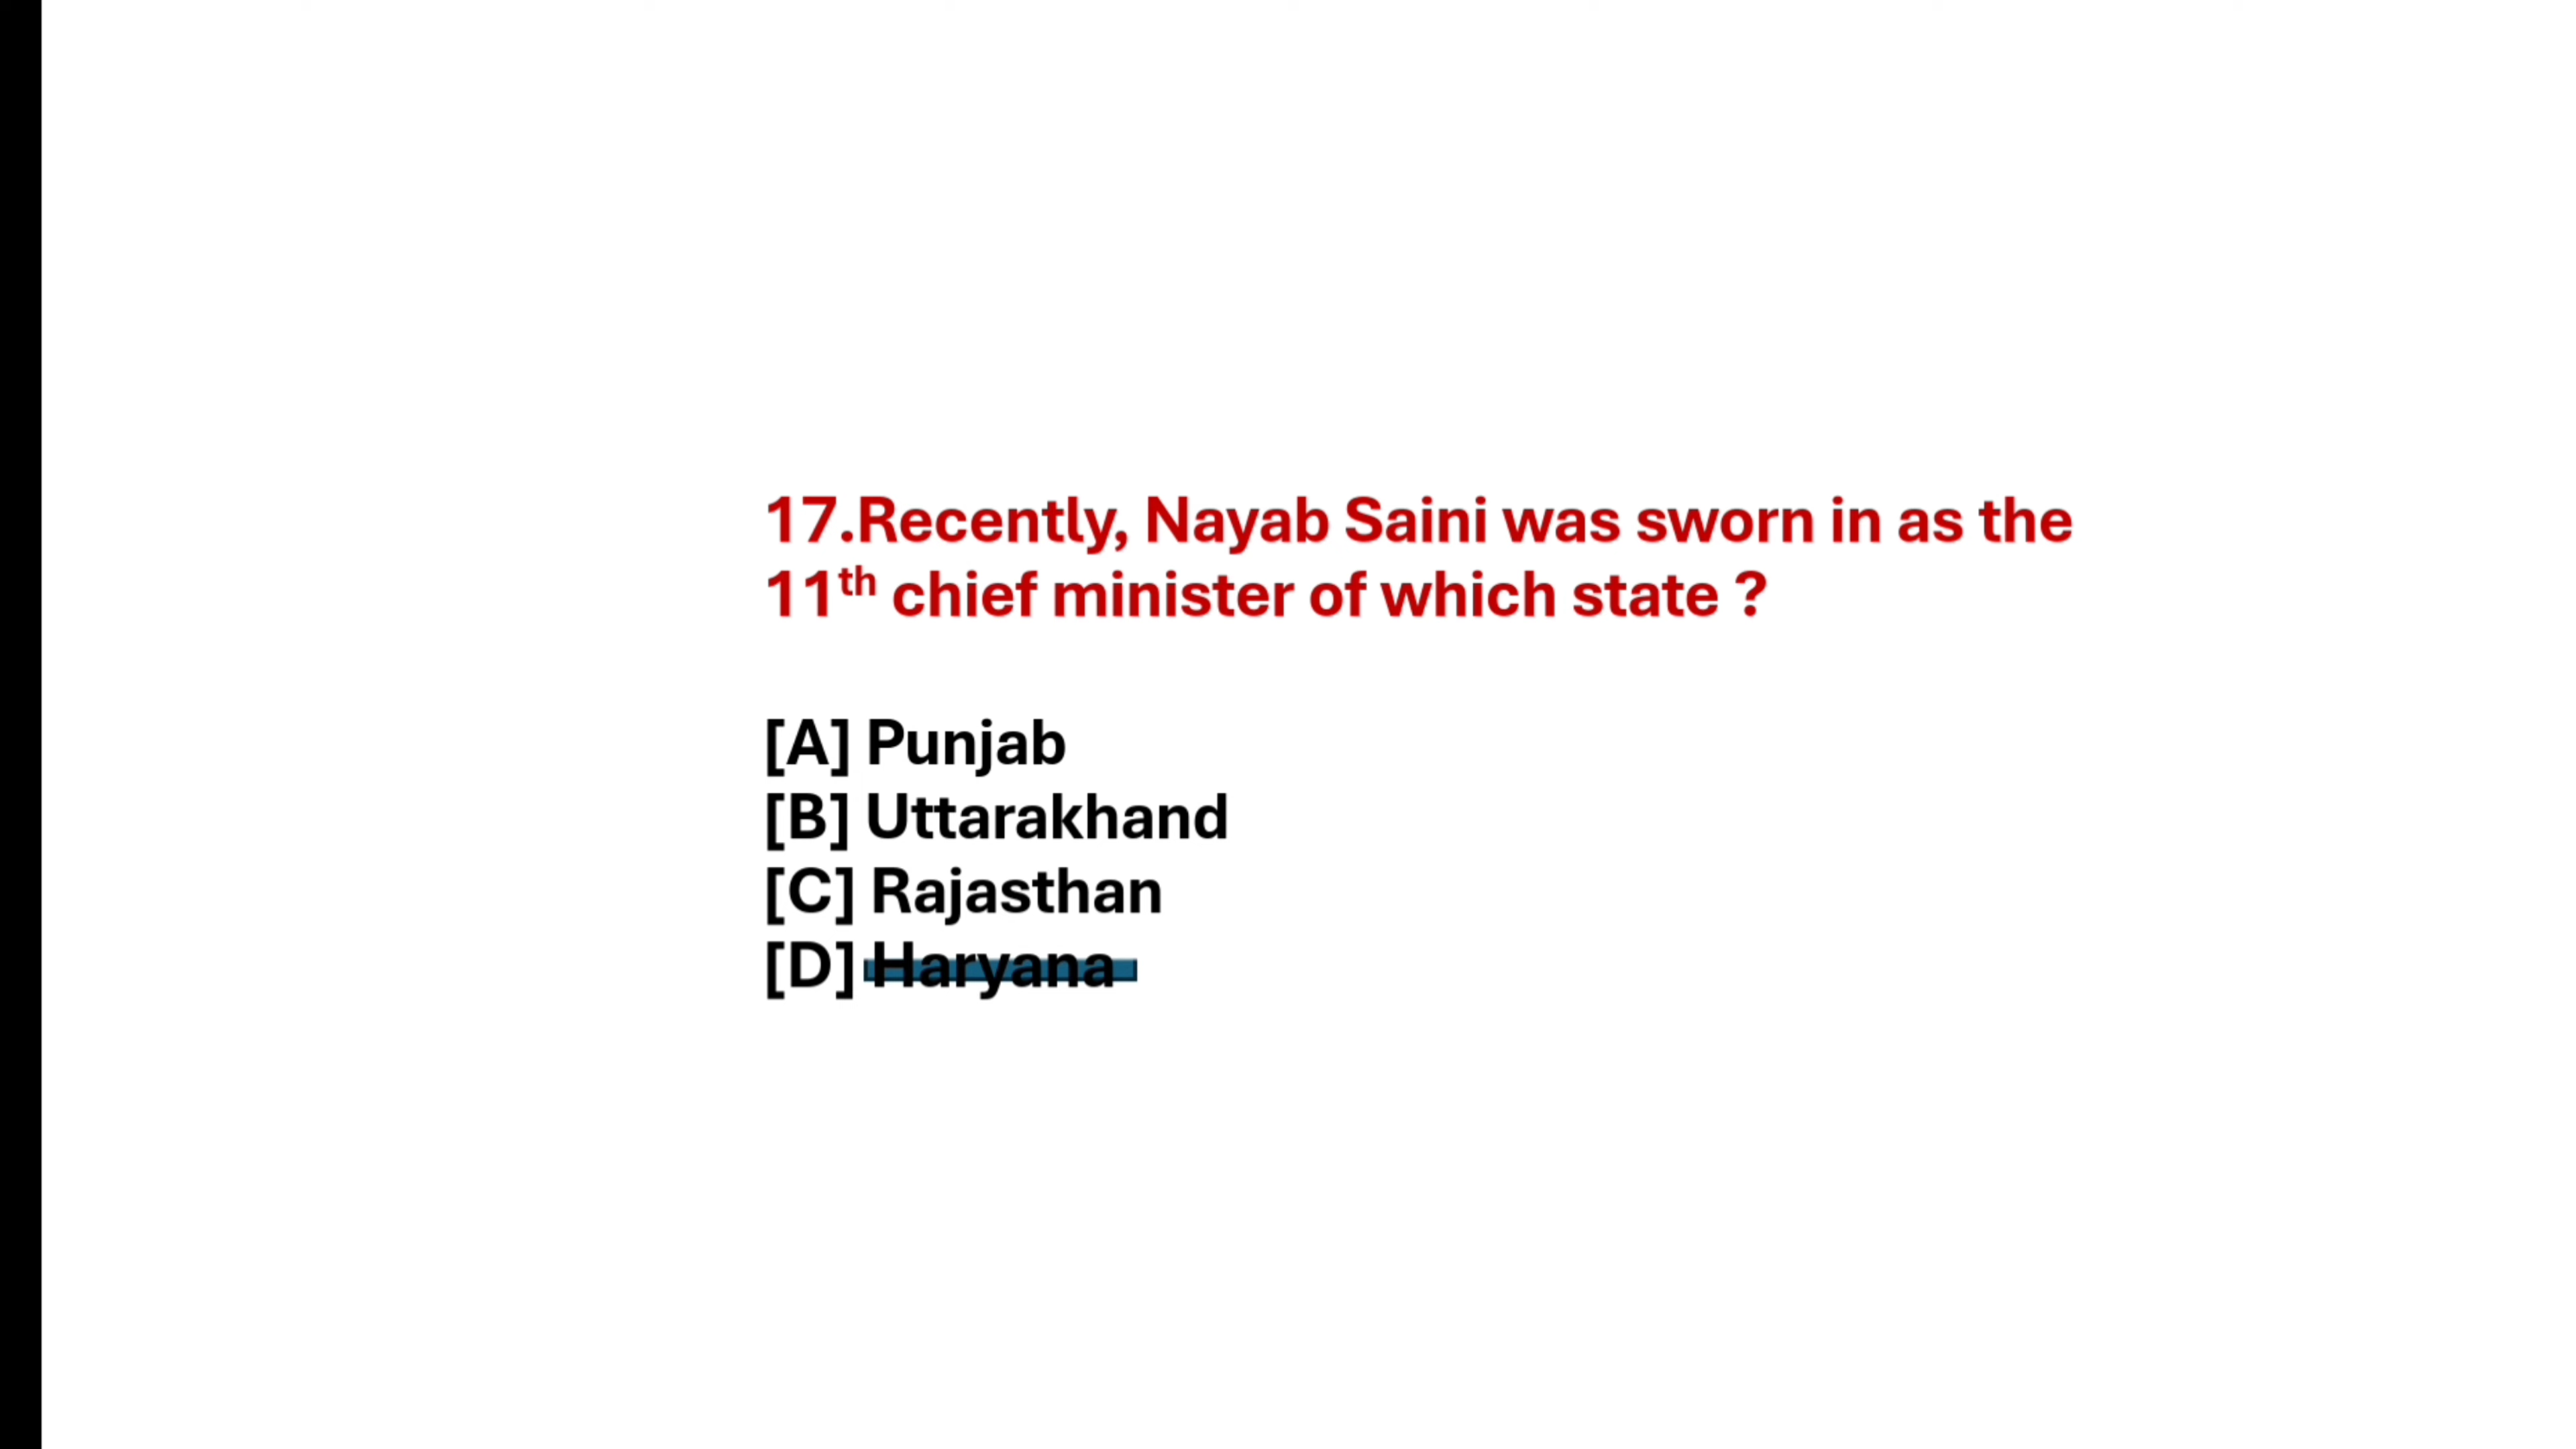 17.Recently, Nayab Saini was sworn in as the
11th chief minister of which state ?
[A] Punjab
[B] Uttarakhand
[C] Rajasthan
[D] Haryana